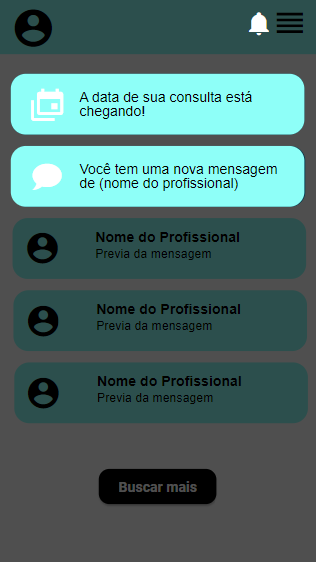 A data de sua consulta está
chegando!
Você tem uma nova mensagem
de (nome do profissional)
Nome do Profissional
Previa da mensagem
Nome do Profissional
Previa da mensagem
Nome do Profissional
Previa da mensagem
Buscar mais